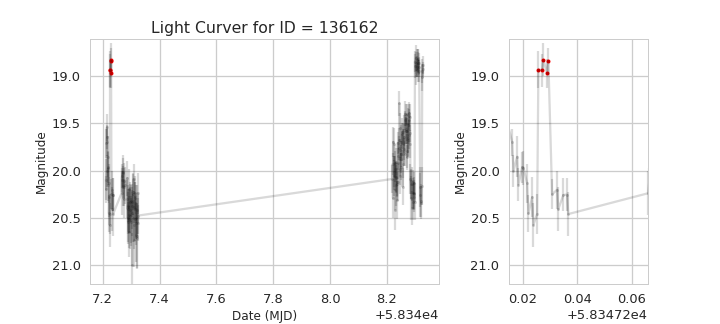 Light Curver for ID = 136162
Magnitude
19.0
19.5
20.0
20.5
21.0
7.2 7.4 7.6 7.8 8.0 8.2
Date (MJD)
+5.834e4
Magnitude
19.0
19.5
20.0
20.5
21.0
0.02 0.04 0.06
+5.83472e4